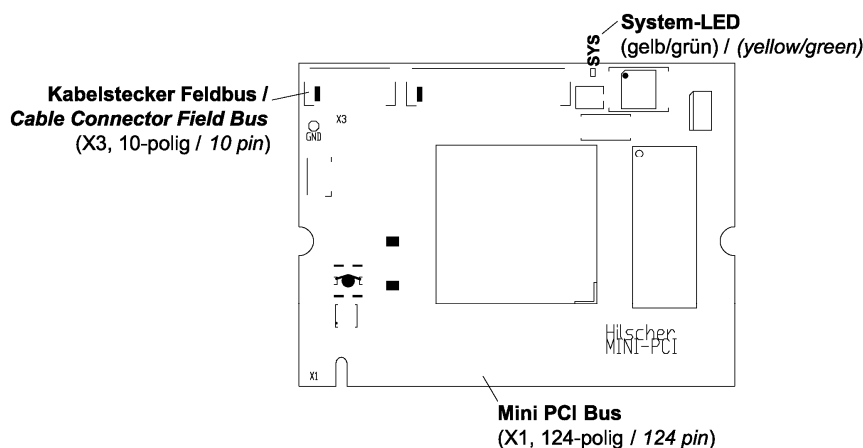 System-LED
(gelb/grün) / (yellow/green)
SYS
Kabelstecker Feldbus /
Cable Connector Field Bus
(X3, 10-polig / 10 pin)
X3
GND
Hilscher
MINI-PCI
X1
Mini PCI Bus
(X1, 124-polig / 124 pin)